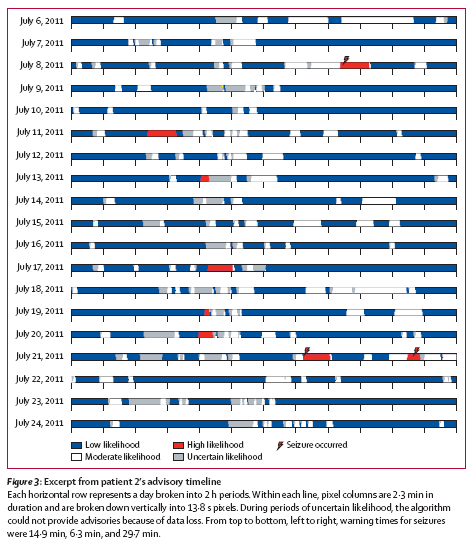 July 6, 2011
July 7, 2011
July 8, 2011
July 9, 2011
July 10, 2011
July 11, 2011
July 12, 2011
July 13, 2011
July 14, 2011
July 15, 2011
July 16, 2011
July 17, 2011
July 18, 2011
July 19, 2011
July 20, 2011
July 21, 2011
July 22, 2011
July 23, 2011
July 24, 2011
Low likelihood High likelihood Seizure occurred
Moderate likelihood Uncertain likelihood
Figure 3: Excerpt from patient 2's advisory timeline
Each horizontal row represents a day broken into 2 h periods. Within each line, pixel columns are 2·3 min in
duration and are broken down vertically into 13·8 s pixels. During periods of uncertain likelihood, the algorithm
could not provide advisories because of data loss. From top to bottom, left to right, warning times for seizures
were 14·9 min, 6·3 min, and 29·7 min.